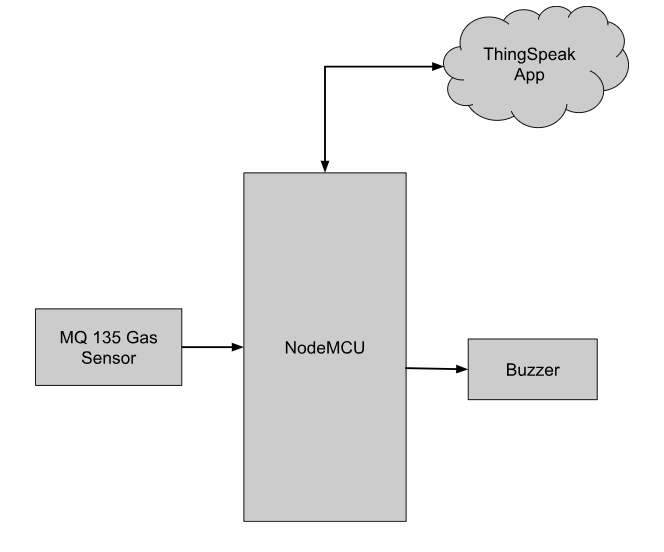 ThingSpeak
App
MQ 135 Gas
Sensor
NodeMCU
Buzzer